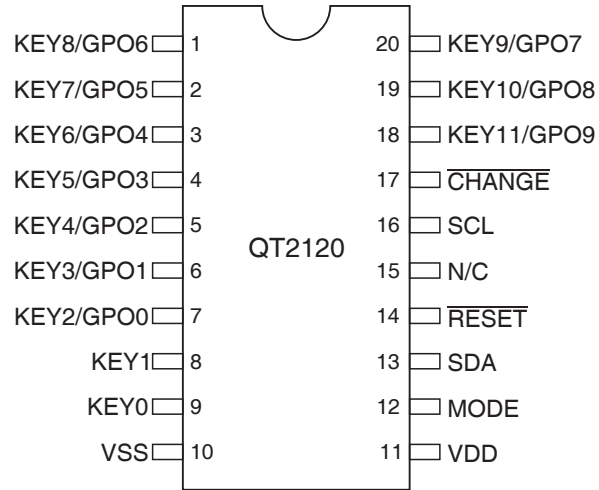 KEY8/GPO6 1 20 KEY9/GPO7
KEY7/GPO5 2 19 KEY10/GPO8
KEY6/GPO4 3 18 KEY11/GPO9
KEY5/GPO3 4 17 CHANGE
KEY4/GPO2 5 16 SCL
QT2120
KEY3/GPO1 6 15 N/C
KEY2/GPO0 7 14 RESET
KEY1 8 13 SDA
KEY0 9 12 MODE
VSS 10 11 VDD